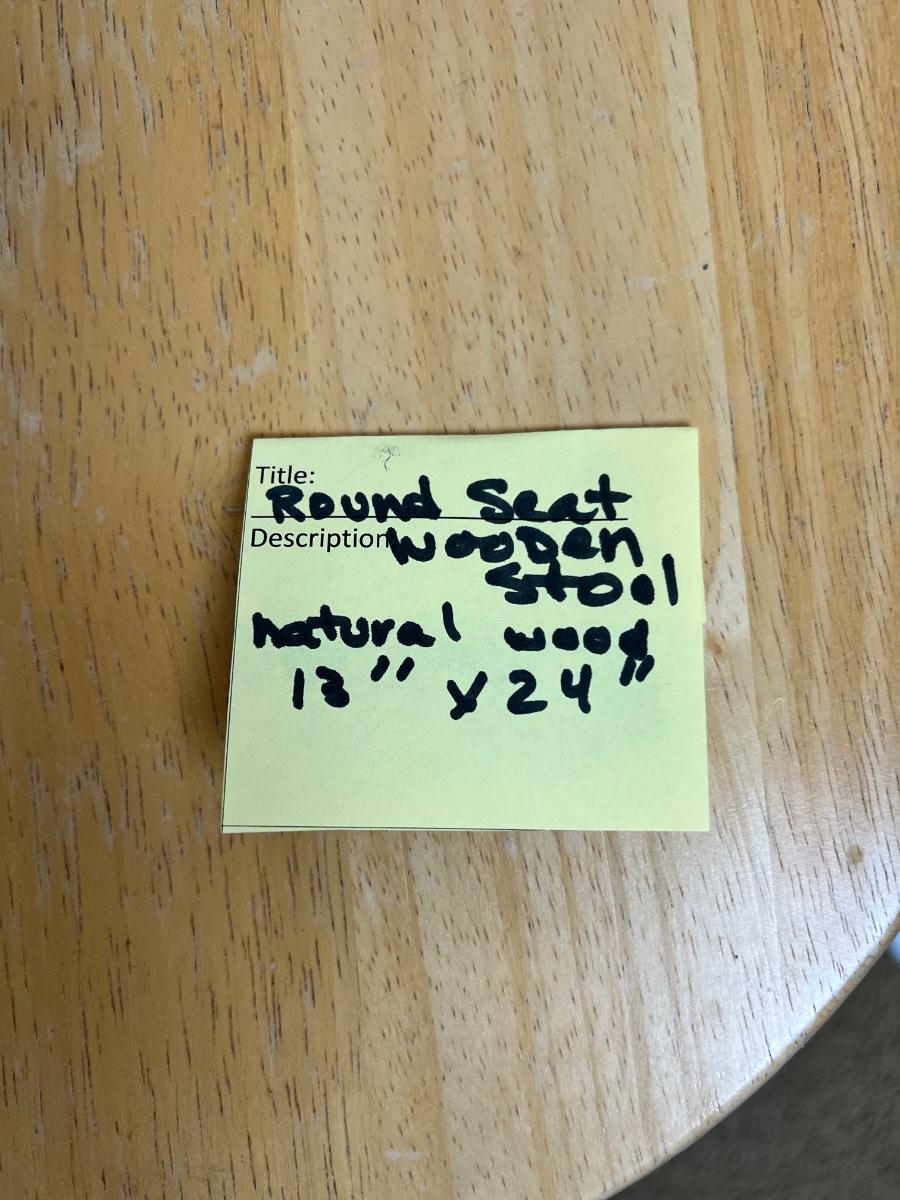 Title:
Round Seat
Description
Wooden
Stool
natural wood
13" x 24"